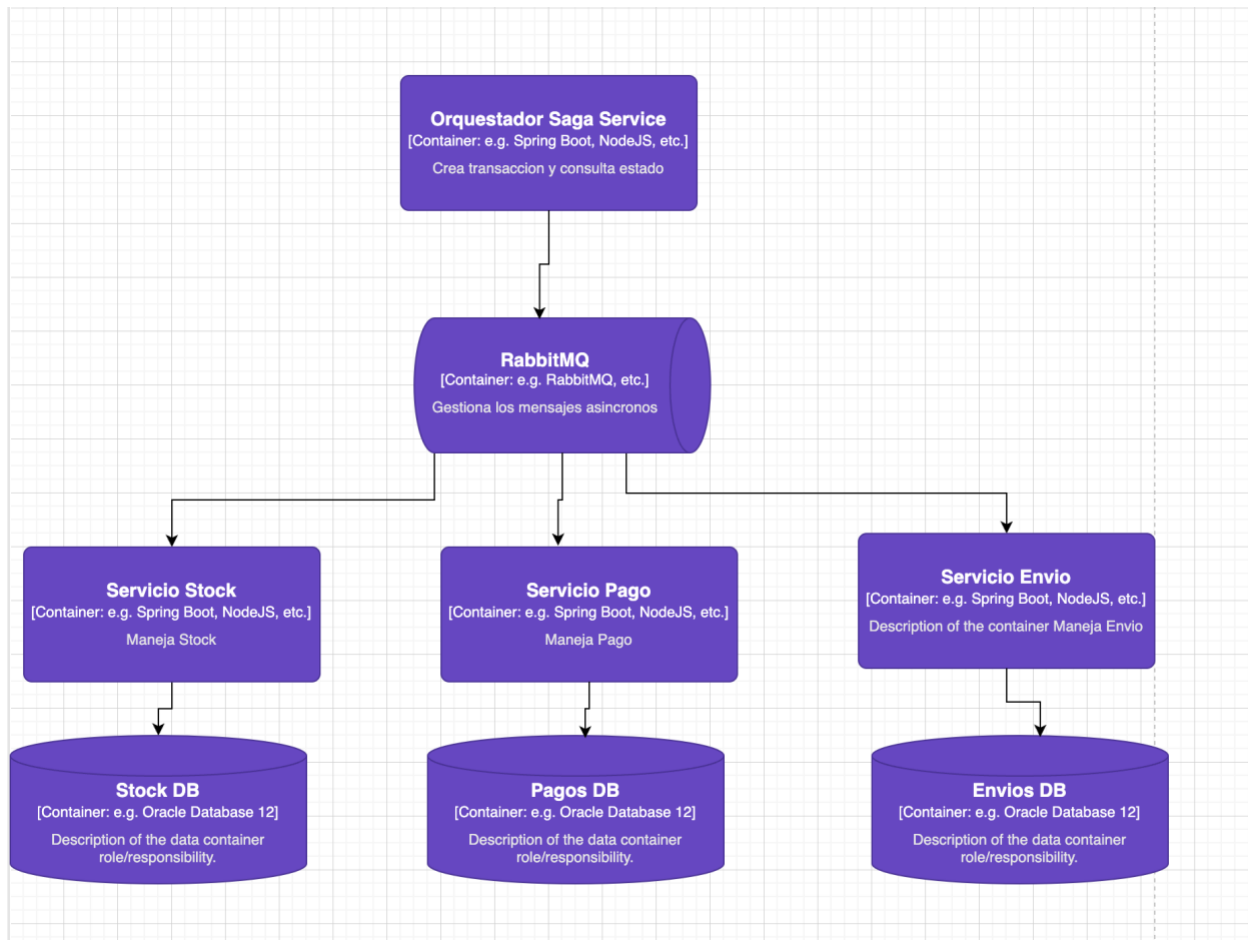 Orquestador Saga Service
[Container: e.g. Spring Boot, NodeJS, etc.]
Crea transaccion y consulta estado
RabbitMQ
[Container: e.g. RabbitMQ, etc.]
Gestiona los mensajes asincronos
Servicio Stock
[Container: e.g. Spring Boot, NodeJS, etc.]
Maneja Stock
Servicio Pago
[Container: e.g. Spring Boot, NodeJS, etc.]
Maneja Pago
Servicio Envio
[Container: e.g. Spring Boot, NodeJS, etc.]
Description of the container Maneja Envio
Stock DB
[Container: e.g. Oracle Database 12]
Description of the data container
role/responsibility.
Pagos DB
[Container: e.g. Oracle Database 12]
Description of the data container
role/responsibility.
Envios DB
[Container: e.g. Oracle Database 12]
Description of the data container
role/responsibility.